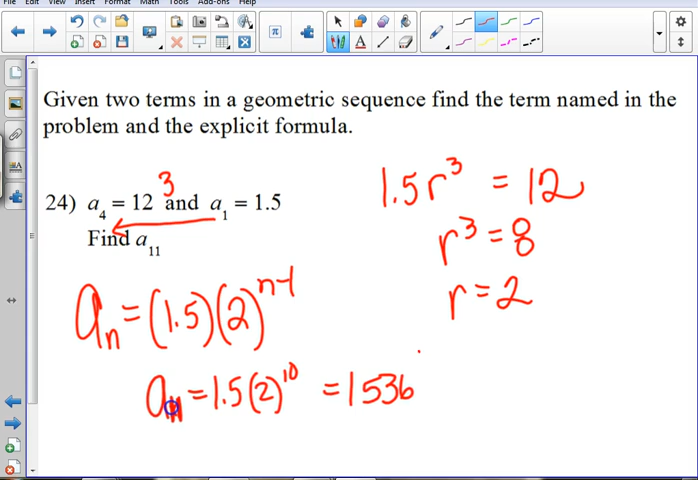 File Edit View Insert Format Tools Add-ons Help
Given two terms in a geometric sequence find the term named in the
problem and the explicit formula.
3
24) a₄ = 12 and a₁ = 1.5
Find a₁₁
1.5r³ = 12
r³ = 8
r = 2
aₙ = (1.5)(2)ⁿ⁻¹
a₁₁ = 1.5(2)¹⁰ = 1536